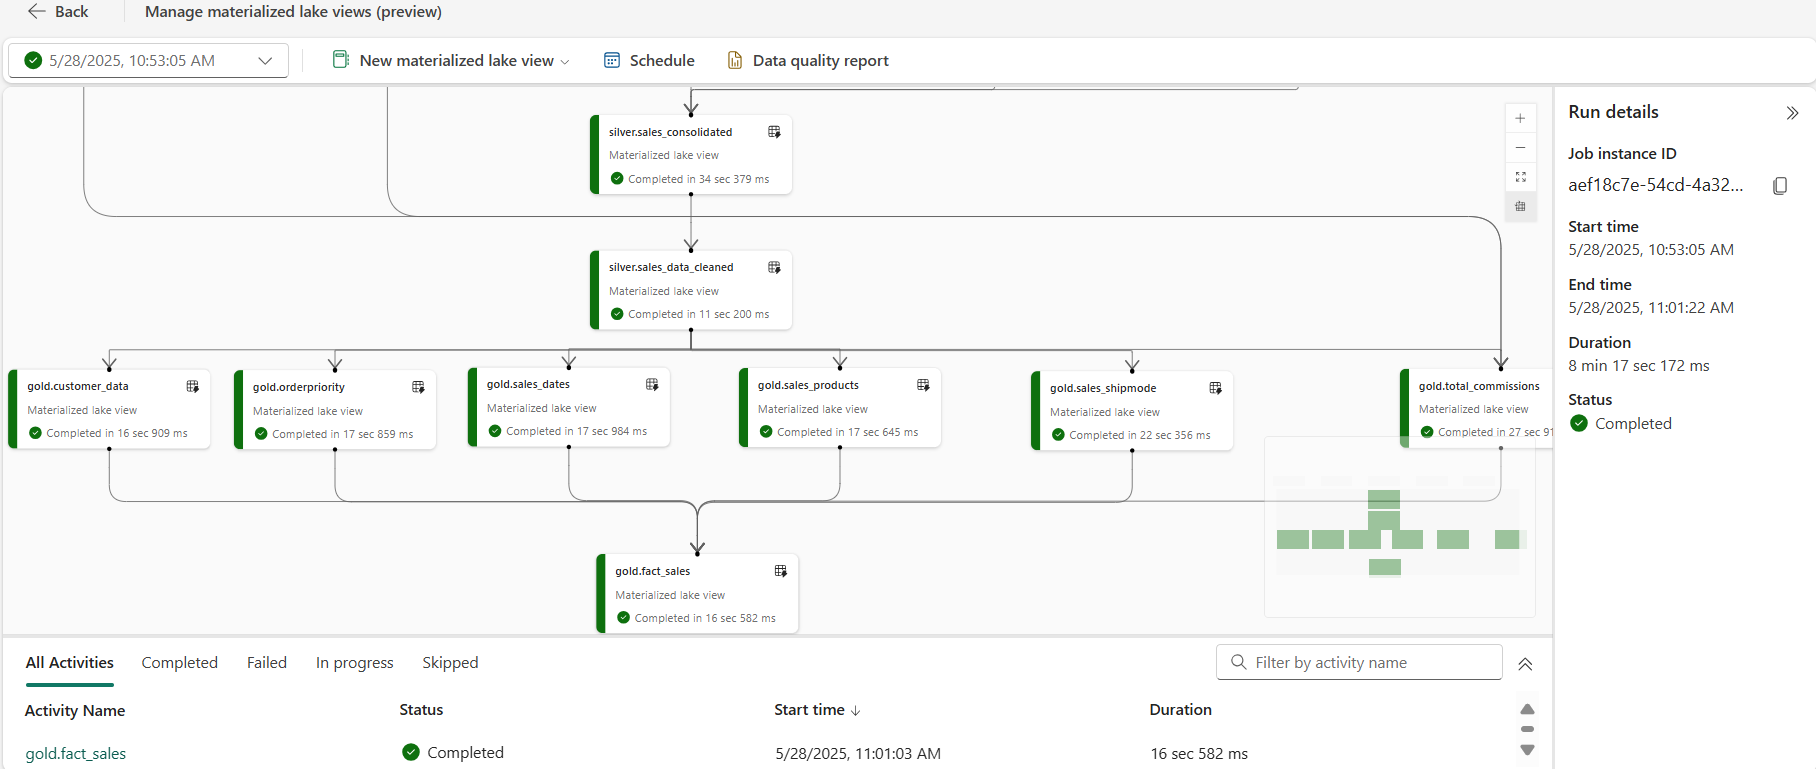 Back
Manage materialized lake views (preview)
5/28/2025, 10:53:05 AM
New materialized lake view
Schedule
Data quality report
silver.sales_consolidated
Materialized lake view
Completed in 34 sec 379 ms
silver.sales_data_cleaned
Materialized lake view
Completed in 11 sec 200 ms
gold.customer_data
Materialized lake view
Completed in 16 sec 909 ms
gold.orderpriority
Materialized lake view
Completed in 17 sec 859 ms
gold.sales_dates
Materialized lake view
Completed in 17 sec 984 ms
gold.sales_products
Materialized lake view
Completed in 17 sec 645 ms
gold.sales_shipmode
Materialized lake view
Completed in 22 sec 356 ms
gold.total_commissions
Materialized lake view
Completed in 27 sec 91
gold.fact_sales
Materialized lake view
Completed in 16 sec 582 ms
Run details
Job instance ID
aef18c7e-54cd-4a32...
Start time
5/28/2025, 10:53:05 AM
End time
5/28/2025, 11:01:22 AM
Duration
8 min 17 sec 172 ms
Status
Completed
All Activities
Completed
Failed
In progress
Skipped
Filter by activity name
Activity Name
Status
Start time
Duration
gold.fact_sales
Completed
5/28/2025, 11:01:03 AM
16 sec 582 ms